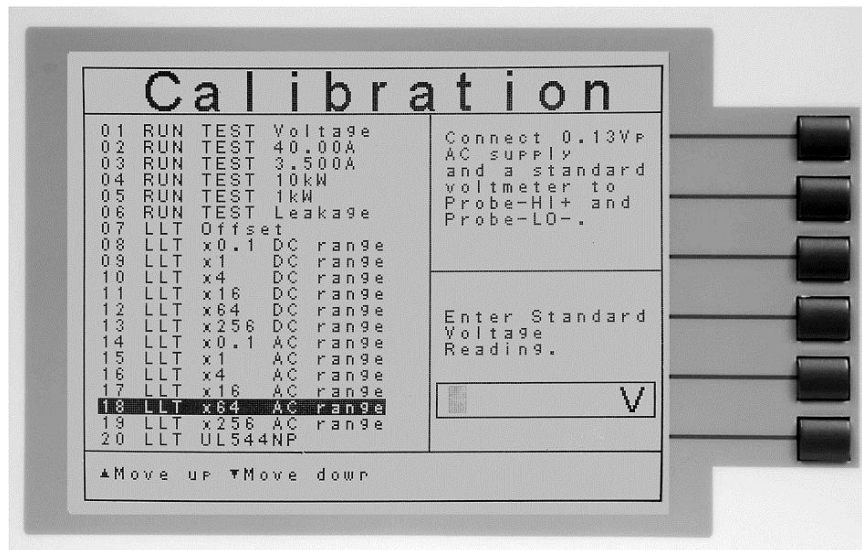 Calibration
01 RUN TEST Voltage
02 RUN TEST 40.00A
03 RUN TEST 3.500A
04 RUN TEST 10kW
05 RUN TEST 1kW
06 RUN TEST Leakage
07 LLT Offset
08 LLT x0.1 DC range
09 LLT x1 DC range
10 LLT x4 DC range
11 LLT x16 DC range
12 LLT x64 DC range
13 LLT x256 DC range
14 LLT x0.1 AC range
15 LLT x1 AC range
16 LLT x4 AC range
17 LLT x16 AC range
18 LLT x64 AC range
19 LLT x256 AC range
20 LLT UL544NP
Connect 0.13Vp
AC supply
and a standard
voltmeter to
Probe-HI+ and
Probe-LO-.
Enter Standard
Voltage
Reading.
V
▲Move up ▼Move down